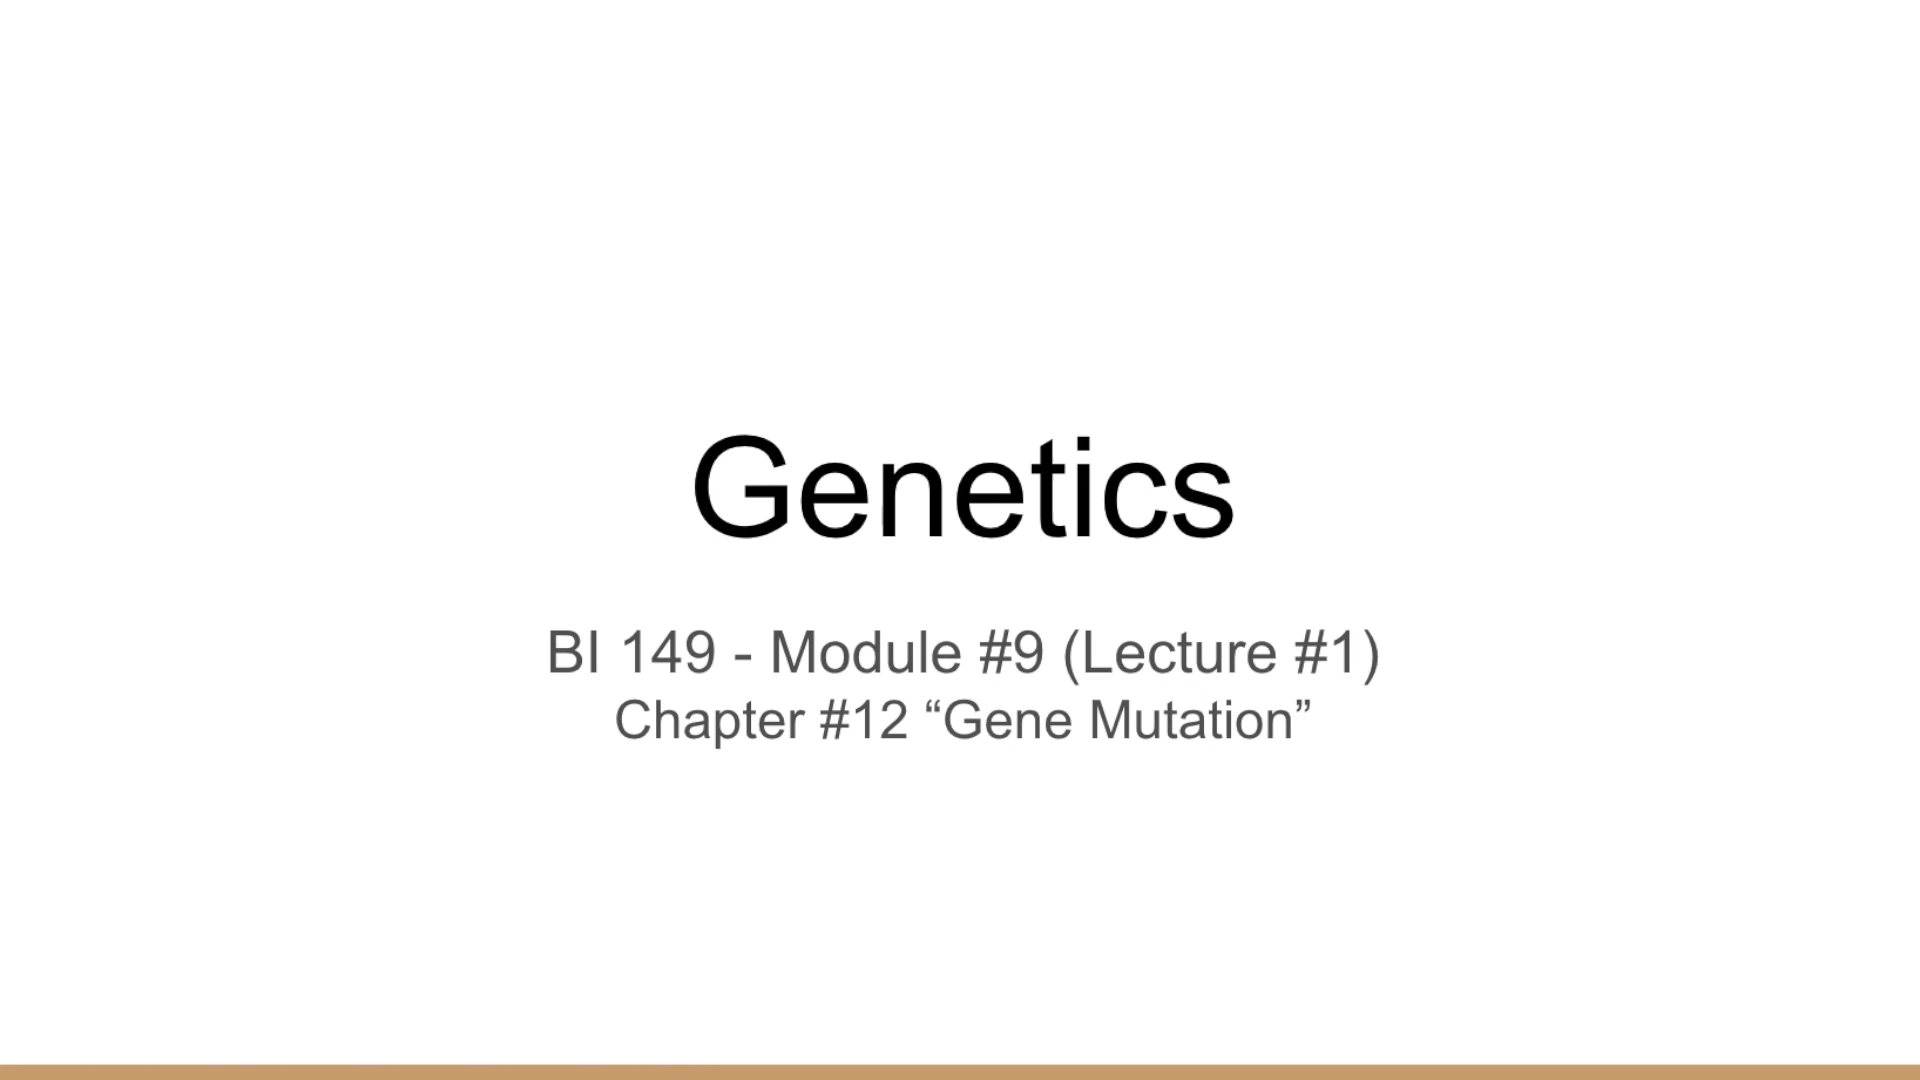 Genetics
BI 149 - Module #9 (Lecture #1)
Chapter #12 “Gene Mutation”